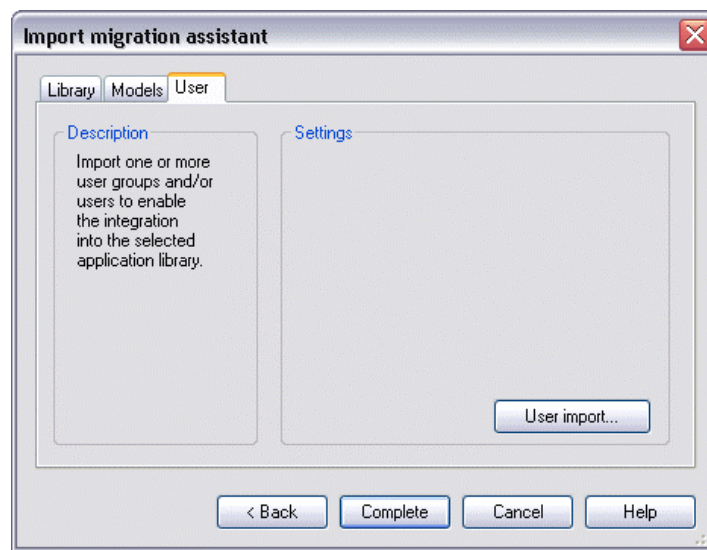 Import migration assistant
Library Models User
Description
Import one or more
user groups and/or
users to enable
the integration
into the selected
application library.
Settings
User import...
< Back Complete Cancel Help